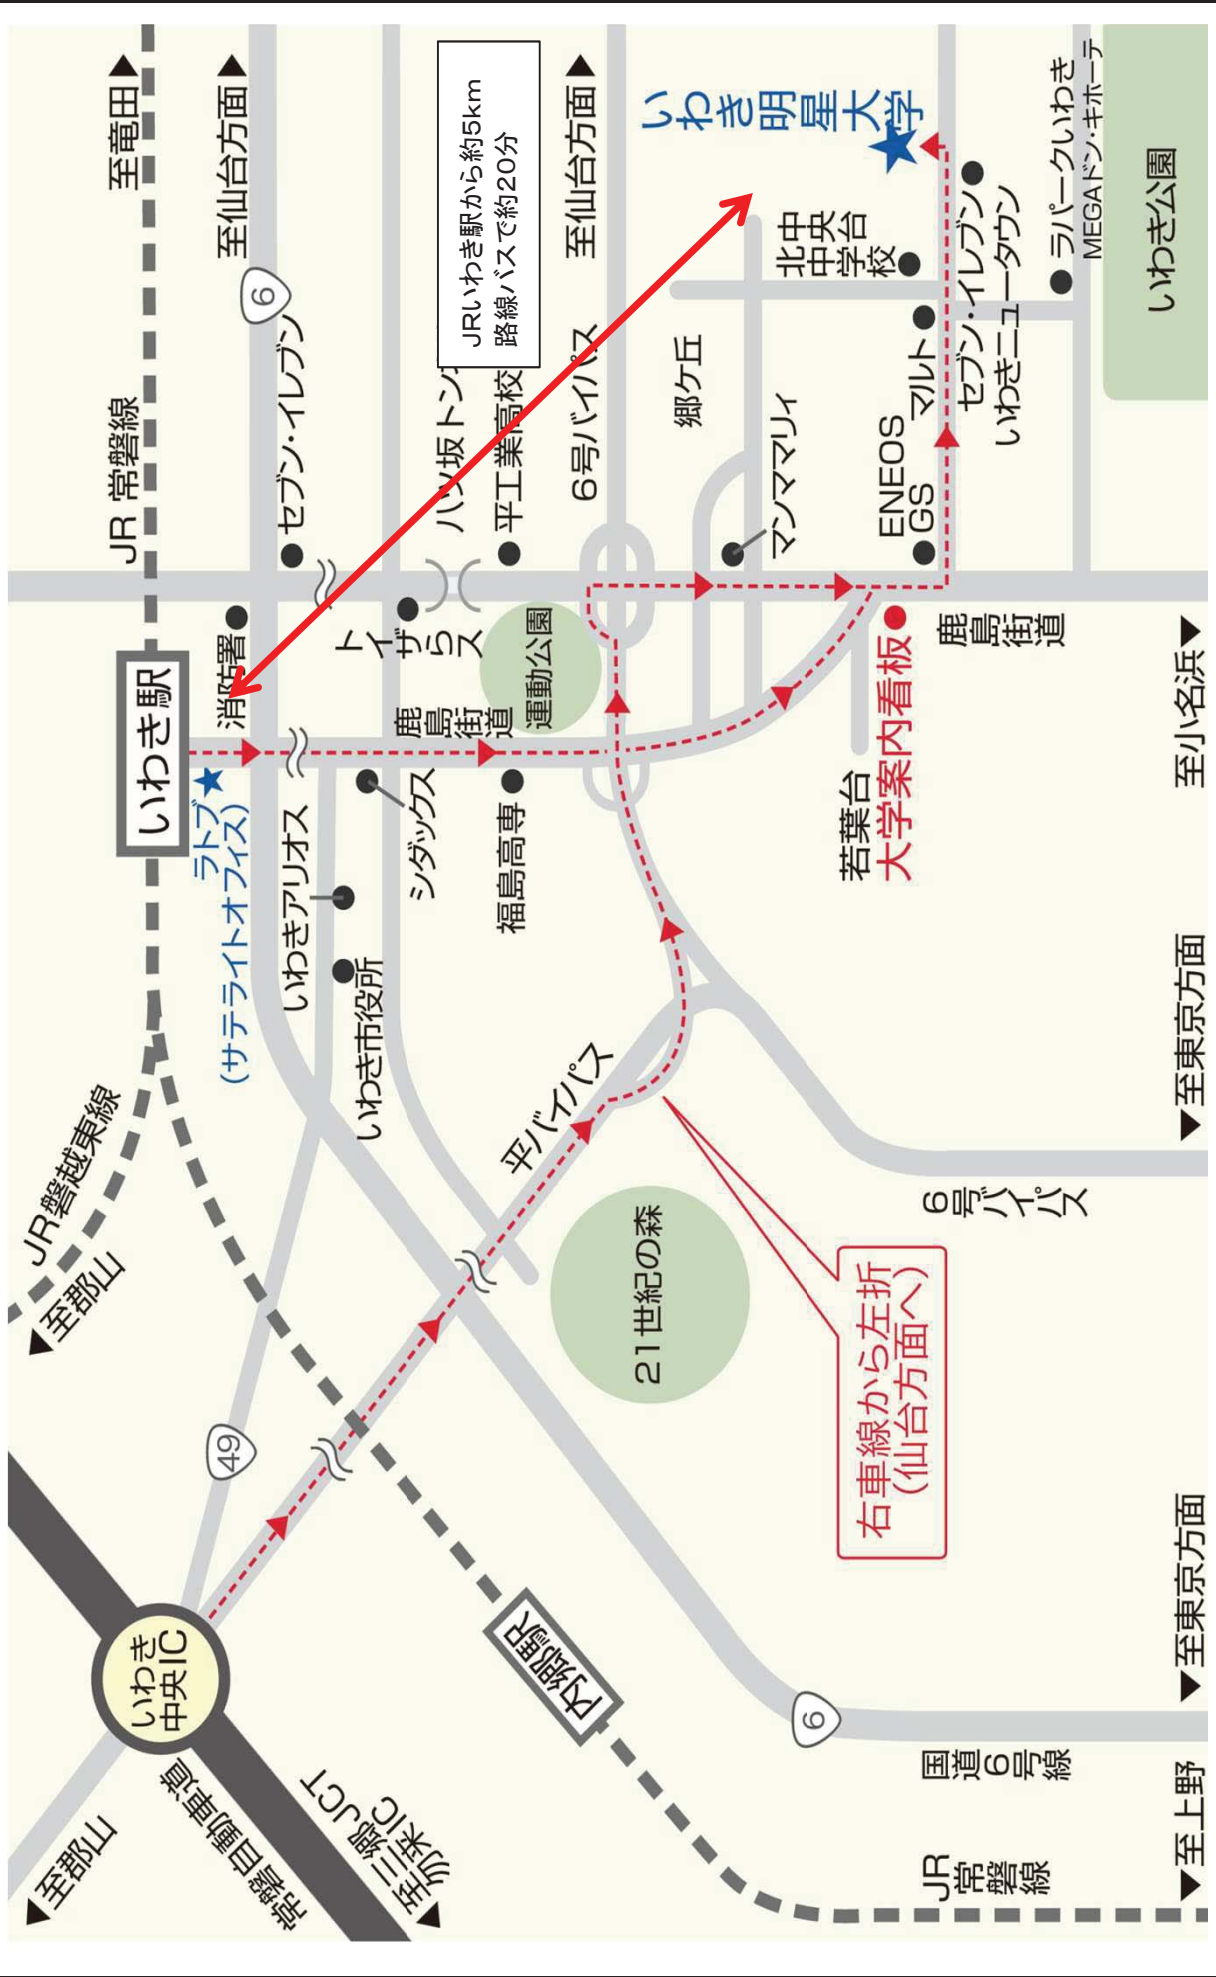 至郡山
JR磐越東線
至郡山
49
いわき
中央IC
常磐自動車道
至三郷JCT
勿来IC
至竜田
JR 常磐線
いわき駅
ラトブ
(サテライトオフィス)
至仙台方面
6
セブン・イレブン
消防署
いわきアリオス
いわき市役所
トイザらス
シダックス
鹿島街道
福島高専
平バイパス
内郷駅
JRいわき駅から約5km
路線バスで約20分
平工業高校
運動公園
至仙台方面
6号バイパス
21世紀の森
右車線から左折
(仙台方面へ)
いわき明星大学
北中
中央
学台
校
郷ケ丘
マンマリィ
ENEOS
GS
マルト
セブン・イレブン
いわきニュータウン
ラパークいわき
MEGAドン・キホーテ
いわき公園
若葉台
大学案内看板
鹿島街道
至小名浜
6号バイパス
至東京方面
6
国道6号線
至東京方面
JR常磐線
至上野